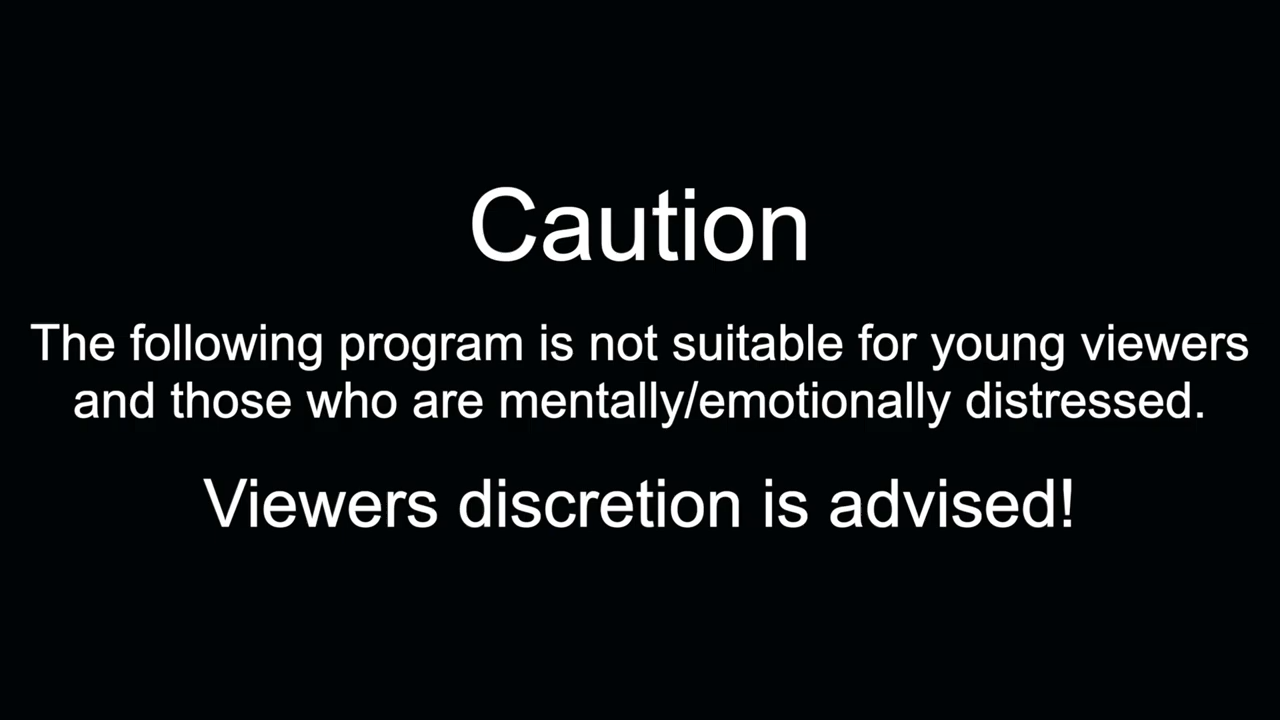 Caution
The following program is not suitable for young viewers
and those who are mentally/emotionally distressed.
Viewers discretion is advised!